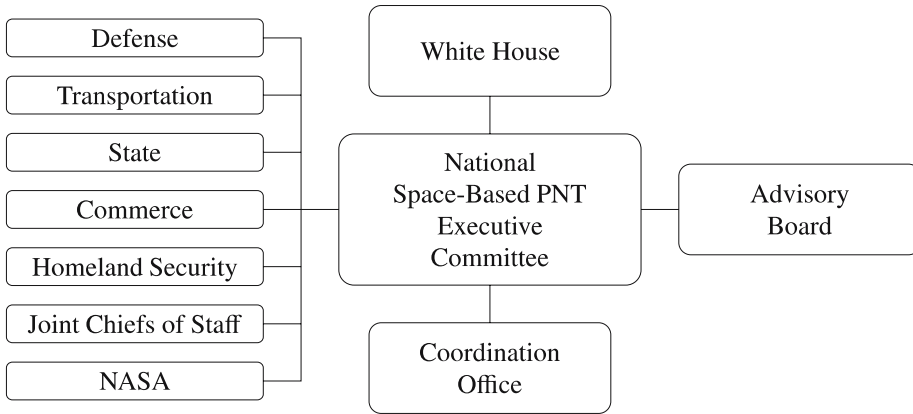 Defense
Transportation
State
Commerce
Homeland Security
Joint Chiefs of Staff
NASA
White House
National
Space-Based PNT
Executive
Committee
Coordination
Office
Advisory
Board